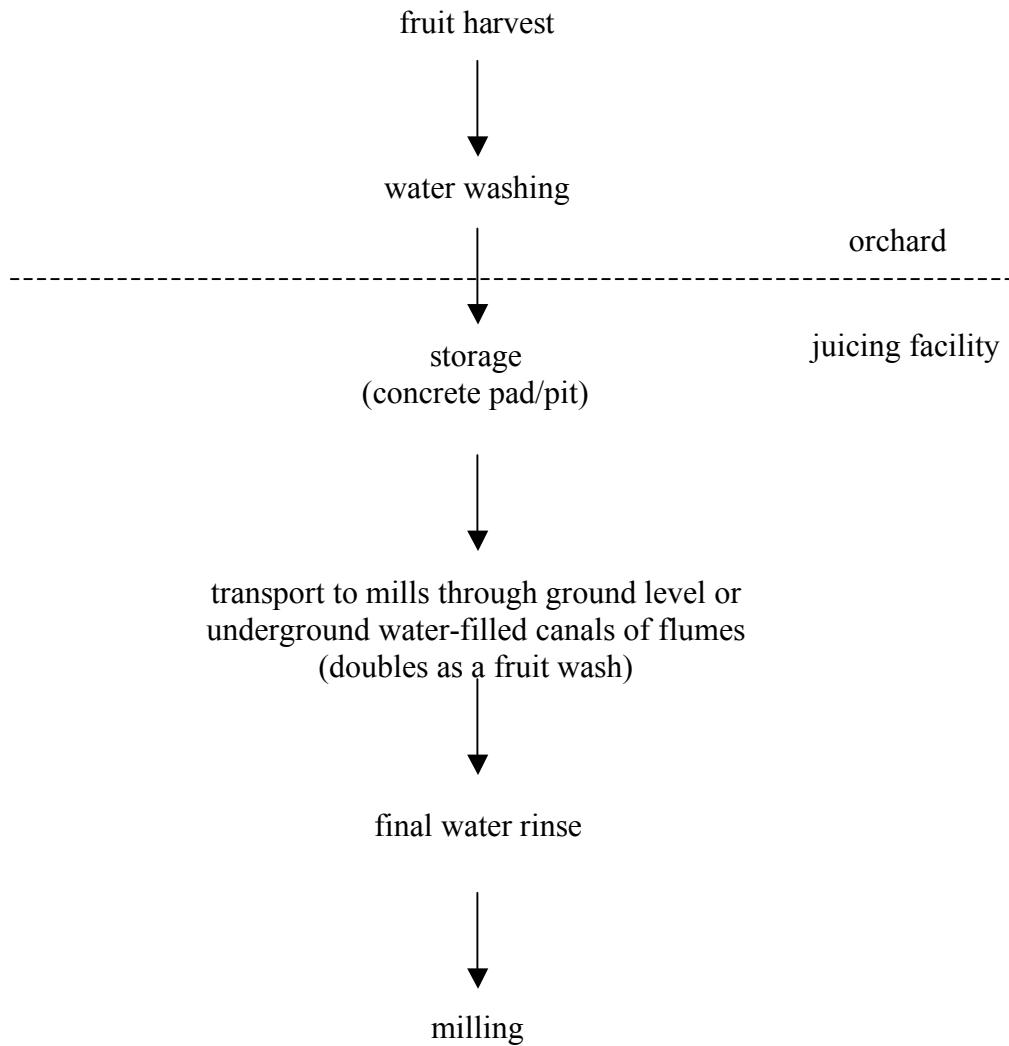 fruit harvest
water washing
orchard
juicing facility
storage
(concrete pad/pit)
transport to mills through ground level or
underground water-filled canals of flumes
(doubles as a fruit wash)
final water rinse
milling